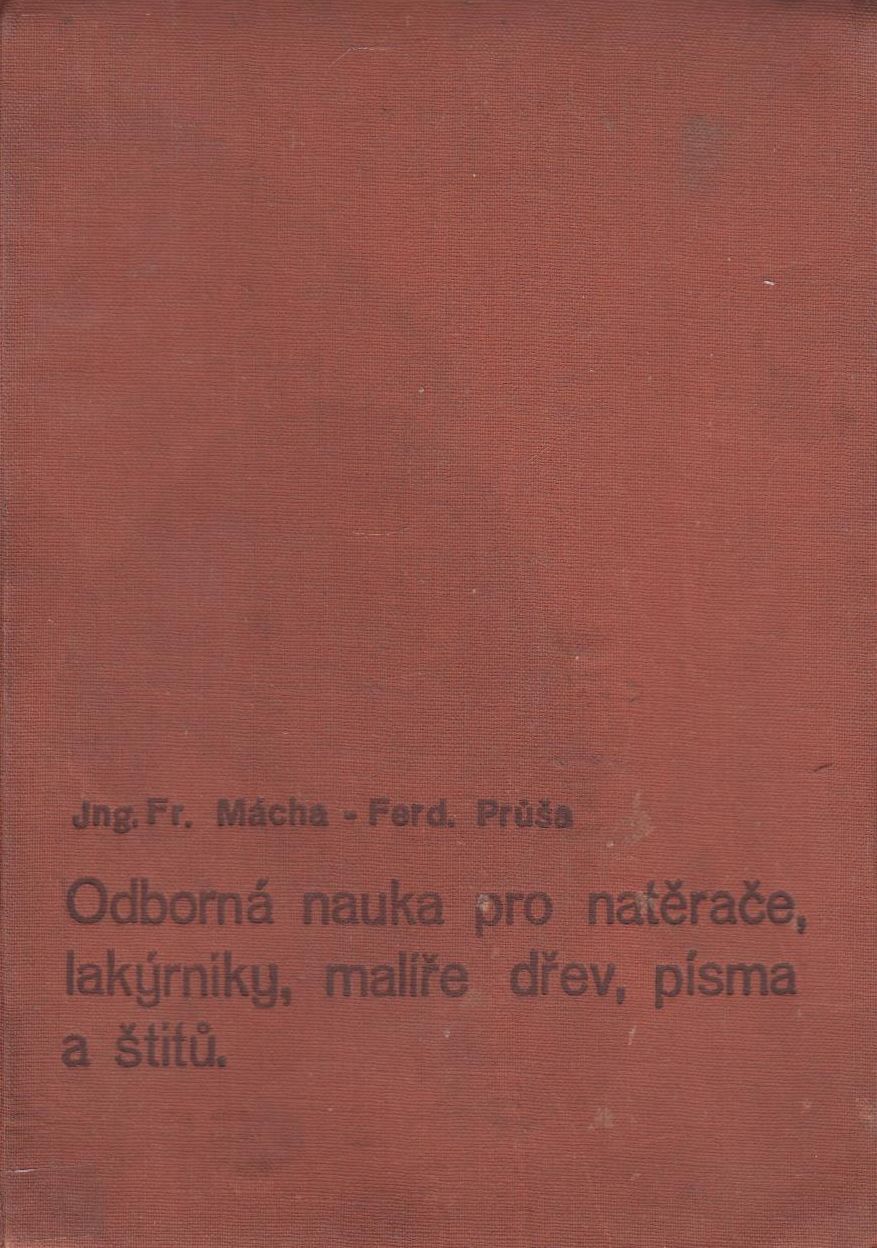 Jng. Fr. Mácha - Ferd. Průša
Odborná nauka pro natěrače,
lakýrníky, malíře dřev, písma
a štítů.